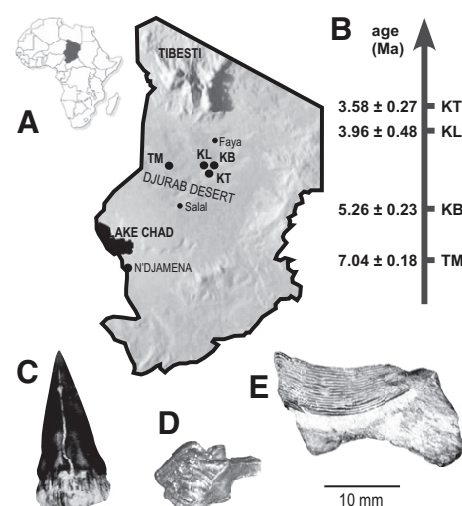 A
TIBESTI
Faya
TM
KL
KB
KT
DJURAB DESERT
Salal
LAKE CHAD
N'DJAMENA
B
age
(Ma)
3.58 ± 0.27 KT
3.96 ± 0.48 KL
5.26 ± 0.23 KB
7.04 ± 0.18 TM
C
D
E
10 mm